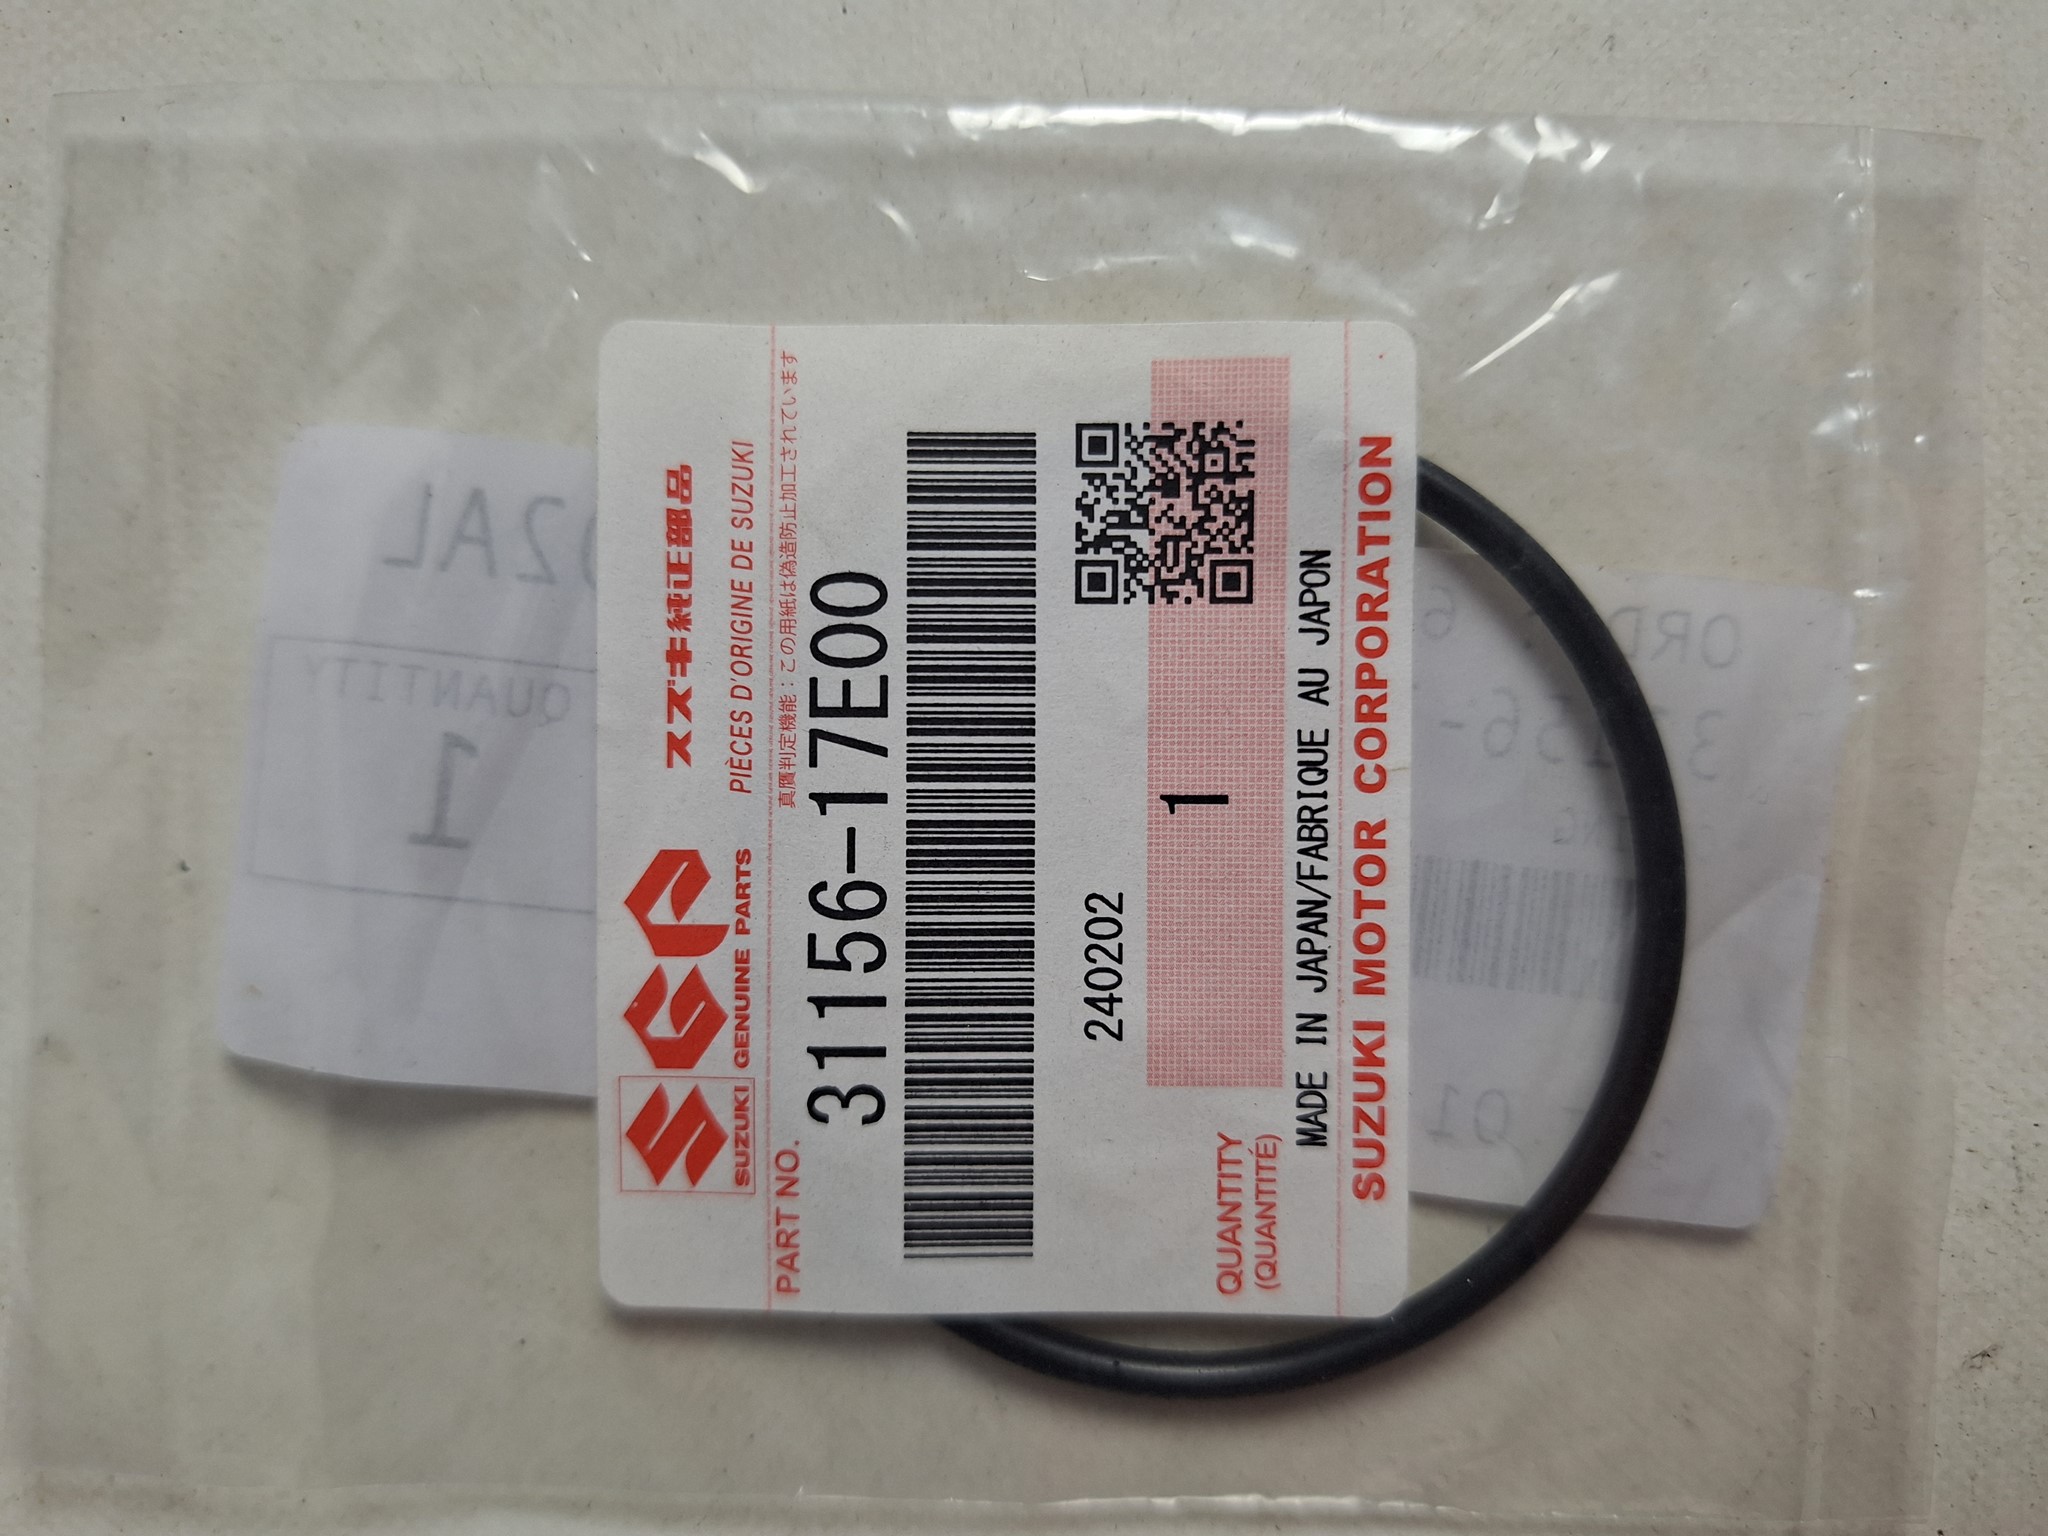 SGP
スズキ純正部品
SUZUKI GENUINE PARTS
PIÈCES D'ORIGINE DE SUZUKI
PART NO.
真贋判定機能：この用紙は偽造防止加工されています
31156-17E00
240202
QUANTITY
(QUANTITÉ)
1
MADE IN JAPAN/FABRIQUE AU JAPON
SUZUKI MOTOR CORPORATION
QUANTITY
1